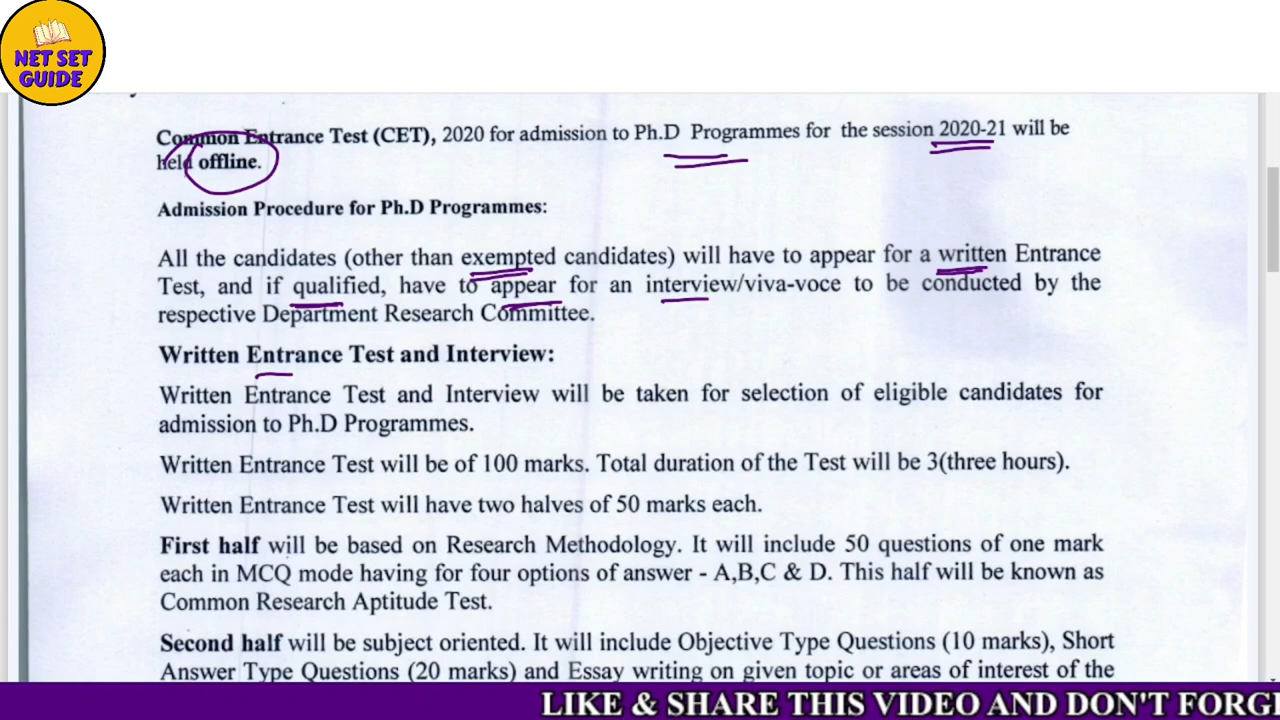 NET SET
GUIDE
Common Entrance Test (CET), 2020 for admission to Ph.D Programmes for the session 2020-21 will be
held offline.
Admission Procedure for Ph.D Programmes:
All the candidates (other than exempted candidates) will have to appear for a written Entrance
Test, and if qualified, have to appear for an interview/viva-voce to be conducted by the
respective Department Research Committee.
Written Entrance Test and Interview:
Written Entrance Test and Interview will be taken for selection of eligible candidates for
admission to Ph.D Programmes.
Written Entrance Test will be of 100 marks. Total duration of the Test will be 3(three hours).
Written Entrance Test will have two halves of 50 marks each.
First half will be based on Research Methodology. It will include 50 questions of one mark
each in MCQ mode having for four options of answer - A,B,C & D. This half will be known as
Common Research Aptitude Test.
Second half will be subject oriented. It will include Objective Type Questions (10 marks), Short
Answer Type Questions (20 marks) and Essay writing on given topic or areas of interest of the
LIKE & SHARE THIS VIDEO AND DON'T FORG